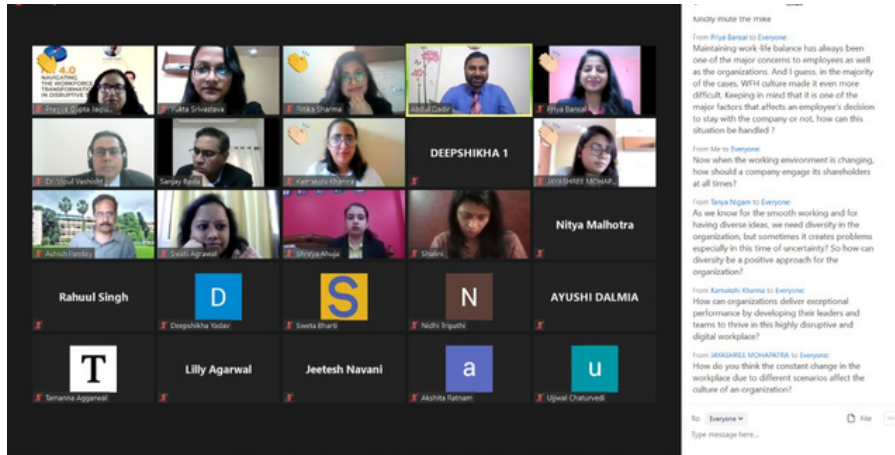 4.0
NAVIGATING
THE WORKFORCE
TRANSFORMATION
IN DISRUPTIVE
Pragya Gupta
Yukta Srivastava
Ritika Sharma
Abdul Qadir
Priya Bansal
Dr. Vipul Vashisht
Sanjay Baida
Kamakshi Khanna
DEEPSHIKHA 1
JAYASHREE MOHAP...
Ashish Pandey
Swati Agrawal
Shreya Ahuja
Shalini
Nitya Malhotra
Rahuul Singh
D
Deepshikha Yadav
S
Sweta Bharti
N
Nidhi Tripathi
AYUSHI DALMIA
T
Tamanna Aggarwal
Lilly Agarwal
Jeetesh Navani
a
Akshita Ratnam
u
Ujjwal Chaturvedi
kindly mute the mike
From Priya Bansal to Everyone:
Maintaining work-life balance has always been
one of the major concerns to employees as well
as the organizations. And I guess, in the majority
of the cases, WFH culture made it even more
difficult. Keeping in mind that it is one of the
major factors that affects an employee's decision
to stay with the company or not, how can this
situation be handled ?
From Me to Everyone:
Now when the working environment is changing,
how should a company engage its shareholders
at all times?
From Tanya Nigam to Everyone:
As we know for the smooth working and for
having diverse ideas, we need diversity in the
organization, but sometimes it creates problems
especially in this time of uncertainty? So how can
diversity be a positive approach for the
organization?
From Kamakshi Khanna to Everyone:
How can organizations deliver exceptional
performance by developing their leaders and
teams to thrive in this highly disruptive and
digital workplace?
From JAYASHREE MOHAPATRA to Everyone:
How do you think the constant change in the
workplace due to different scenarios affect the
culture of an organization?
To: Everyone
File
Type message here...